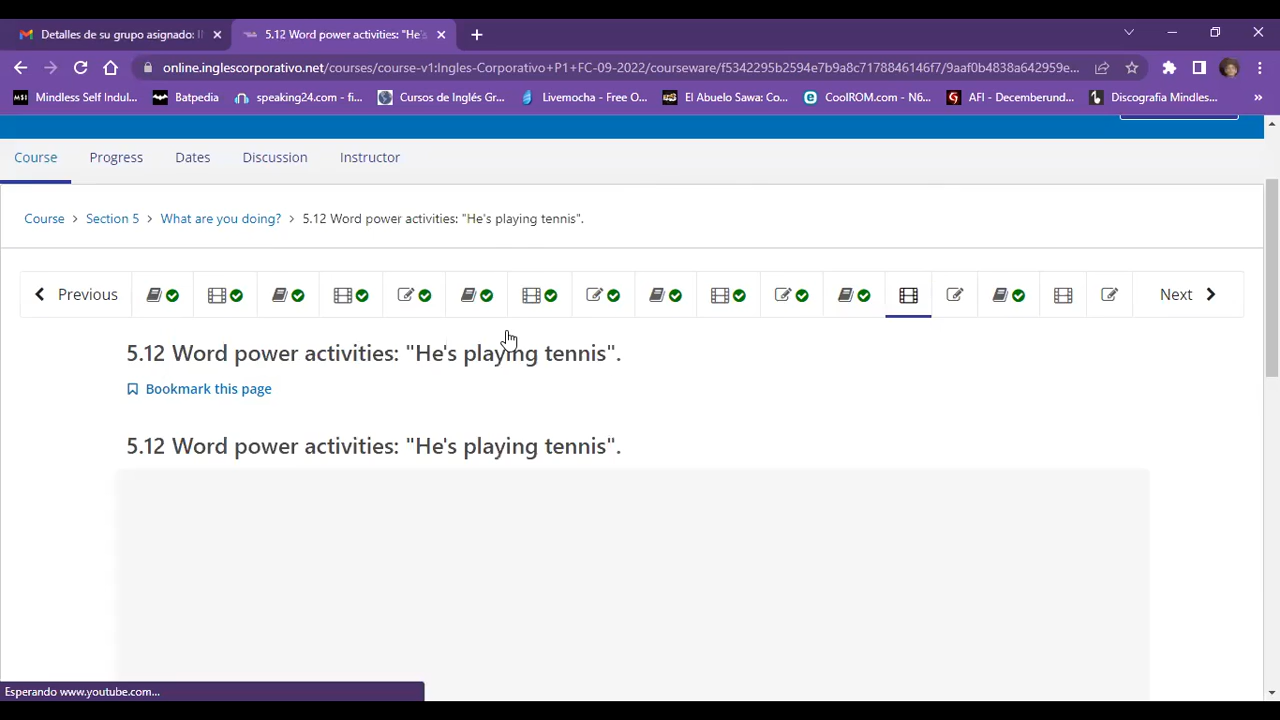 Detalles de su grupo asignado: I
5.12 Word power activities: "He's
online.inglescorporativo.net/courses/course-v1:Ingles-Corporativo+P1+FC-09-2022/courseware/f5342295b2594e7b9a8c7178846146f7/9aaf0b4838a642959e...
Mindless Self Indul...
Batpedia
speaking24.com - fi...
Cursos de Inglés Gr...
Livemocha - Free O...
El Abuelo Sawa: Co...
CoolROM.com - N6...
AFI - Decemberund...
Discografia Mindles...
»
Course
Progress
Dates
Discussion
Instructor
Course > Section 5 > What are you doing? > 5.12 Word power activities: "He's playing tennis".
Previous
Next
5.12 Word power activities: "He's playing tennis".
Bookmark this page
5.12 Word power activities: "He's playing tennis".
Esperando www.youtube.com...